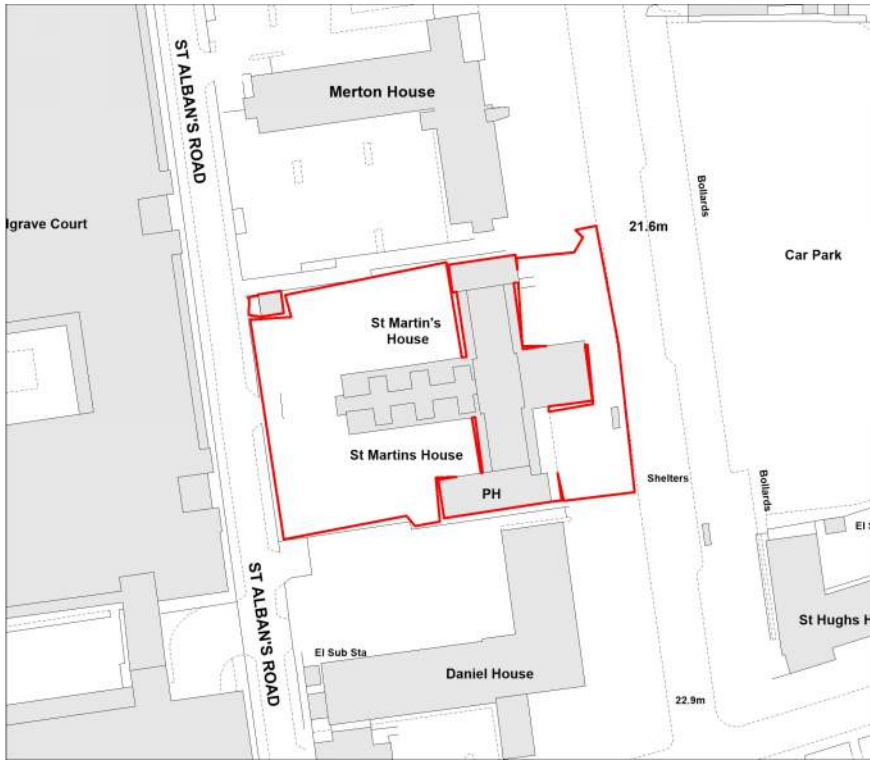 ST ALBAN'S ROAD
Merton House
Bollards
lgrave Court
21.6m
Car Park
St Martin's
House
St Martins House
PH
Shelters
Bollards
El S
ST ALBAN'S ROAD
St Hughs H
El Sub Sta
Daniel House
22.9m